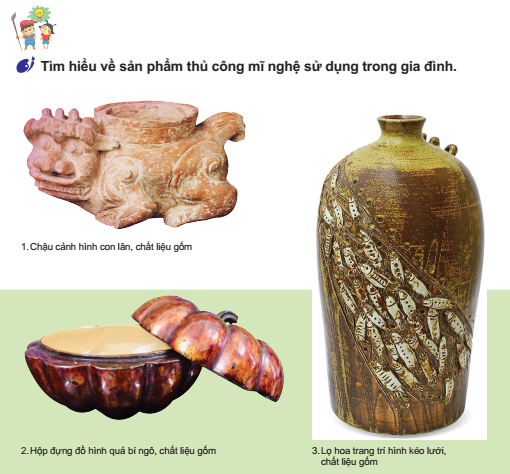 Tìm hiểu về sản phẩm thủ công mĩ nghệ sử dụng trong gia đình.
1. Chậu cảnh hình con lân, chất liệu gốm
2. Hộp đựng đồ hình quả bí ngô, chất liệu gốm
3. Lọ hoa trang trí hình kéo lưới,
chất liệu gốm